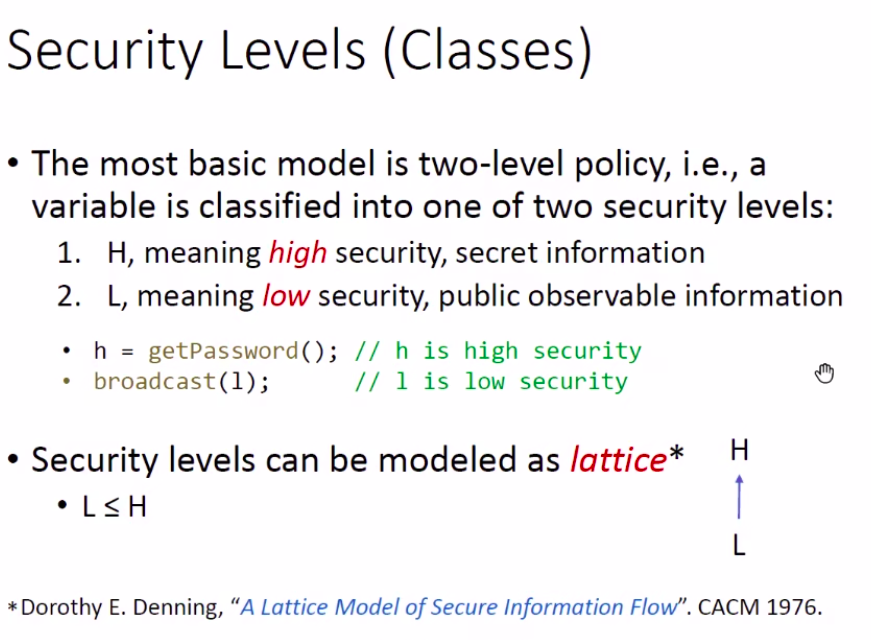 Security Levels (Classes)
• The most basic model is two-level policy, i.e., a
variable is classified into one of two security levels:
1. H, meaning high security, secret information
2. L, meaning low security, public observable information
• h = getPassword(); // h is high security
• broadcast(l); // l is low security
• Security levels can be modeled as lattice*
H
• L ≤ H
L
*Dorothy E. Denning, “A Lattice Model of Secure Information Flow”. CACM 1976.